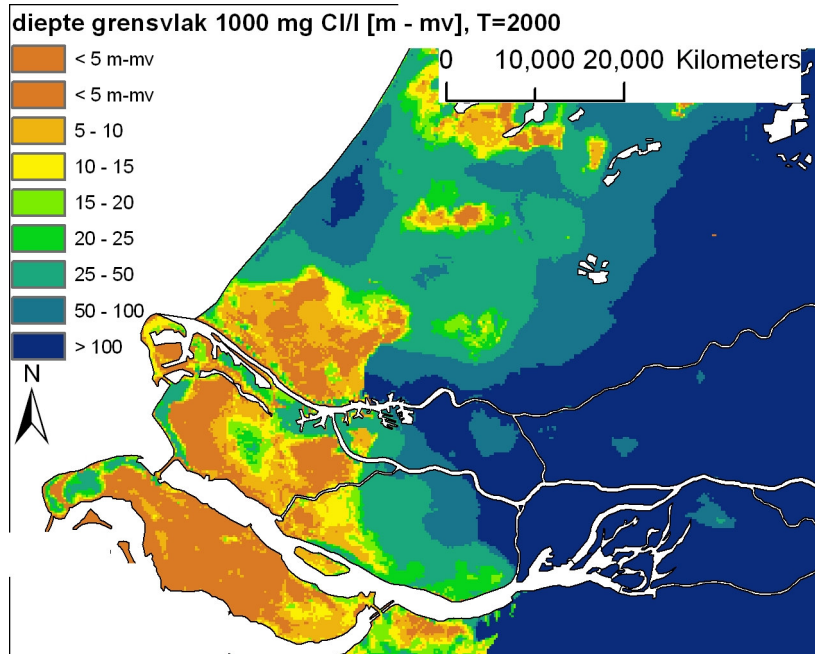 diepte grensvlak 1000 mg Cl/l [m - mv], T=2000
0 10,000 20,000 Kilometers
< 5 m-mv
< 5 m-mv
5 - 10
10 - 15
15 - 20
20 - 25
25 - 50
50 - 100
> 100
N